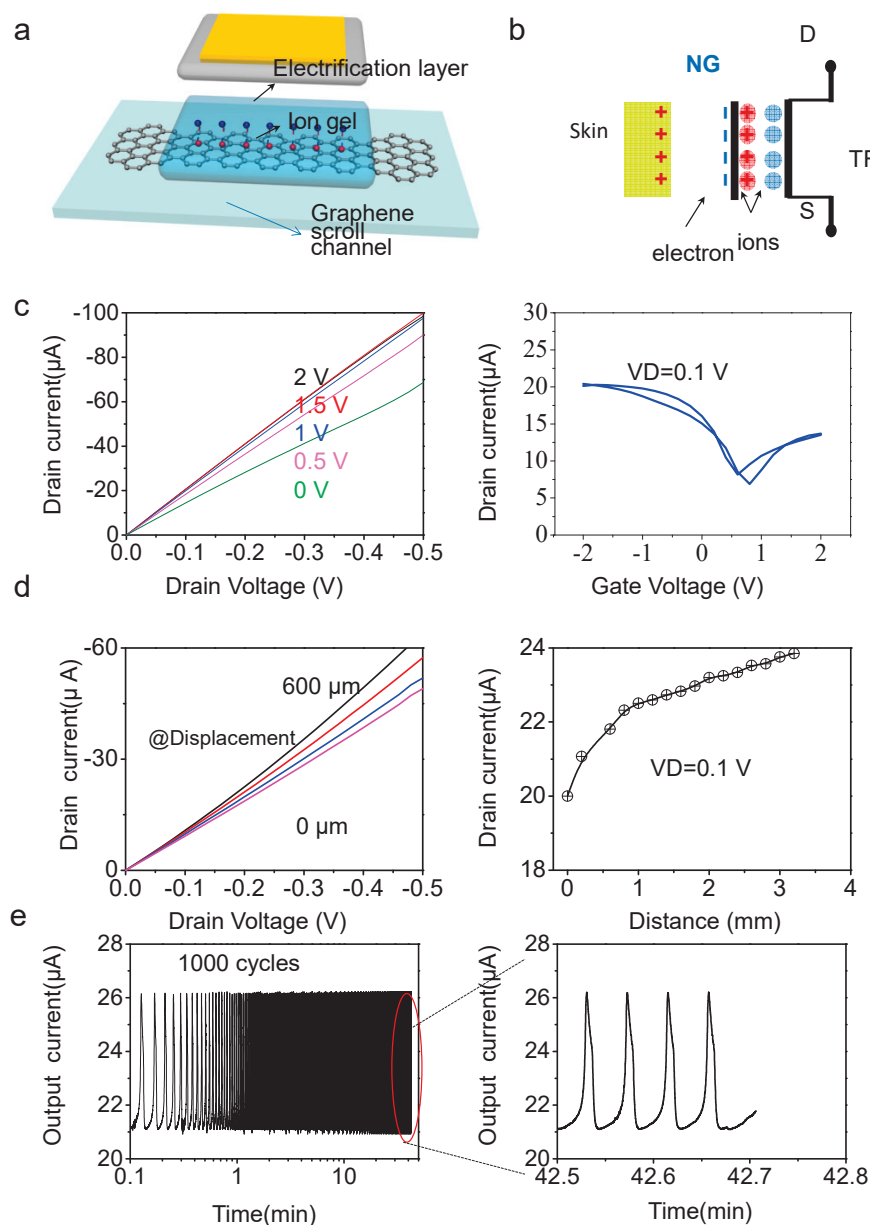 a
Electrification layer
Ion gel
Graphene
scroll
channel
b
D
NG
Skin
TF
S
electron
ions
c
-100
-80
-60
-40
-20
0
Drain current(µA)
2 V
1.5 V
1 V
0.5 V
0 V
0.0
-0.1
-0.2
-0.3
-0.4
-0.5
Drain Voltage (V)
30
25
20
15
10
5
0
Drain current(µA)
VD=0.1 V
-2
-1
0
1
2
Gate Voltage (V)
d
-60
-30
0
Drain current(µ A)
600 µm
@Displacement
0 µm
0.0
-0.1
-0.2
-0.3
-0.4
-0.5
Drain Voltage (V)
24
22
20
18
Drain current(µA)
VD=0.1 V
0
1
2
3
4
Distance (mm)
e
28
26
24
22
20
Output current(µA)
1000 cycles
0.1
1
10
Time(min)
28
26
24
22
20
Output current(µA)
42.5
42.6
42.7
42.8
Time(min)